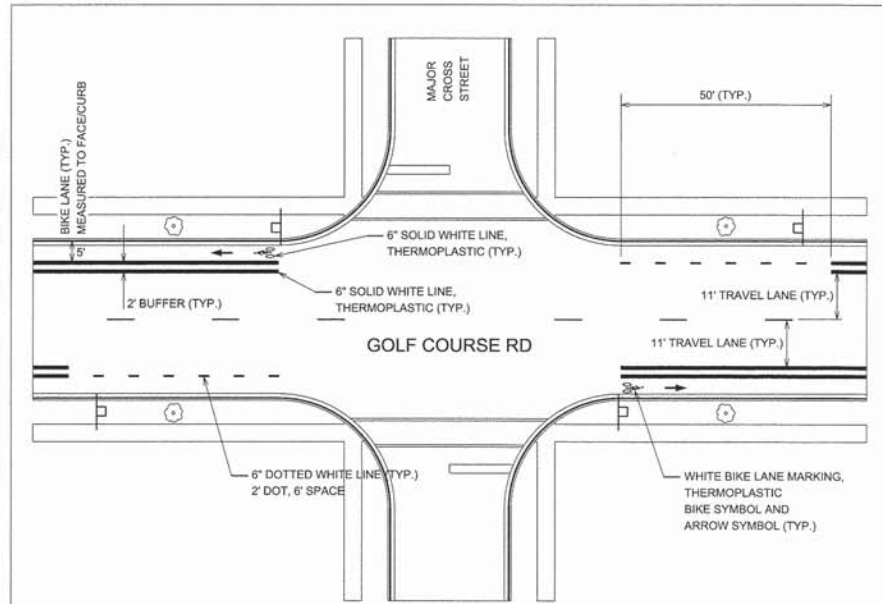 MAJOR
CROSS
STREET
50' (TYP.)
BIKE LANE (TYP.)
MEASURED TO FACE/CURB
5'
6" SOLID WHITE LINE,
THERMOPLASTIC (TYP.)
2' BUFFER (TYP.)
6" SOLID WHITE LINE,
THERMOPLASTIC (TYP.)
11' TRAVEL LANE (TYP.)
GOLF COURSE RD
11' TRAVEL LANE (TYP.)
6" DOTTED WHITE LINE (TYP.)
2' DOT, 6' SPACE
WHITE BIKE LANE MARKING,
THERMOPLASTIC
BIKE SYMBOL AND
ARROW SYMBOL (TYP.)